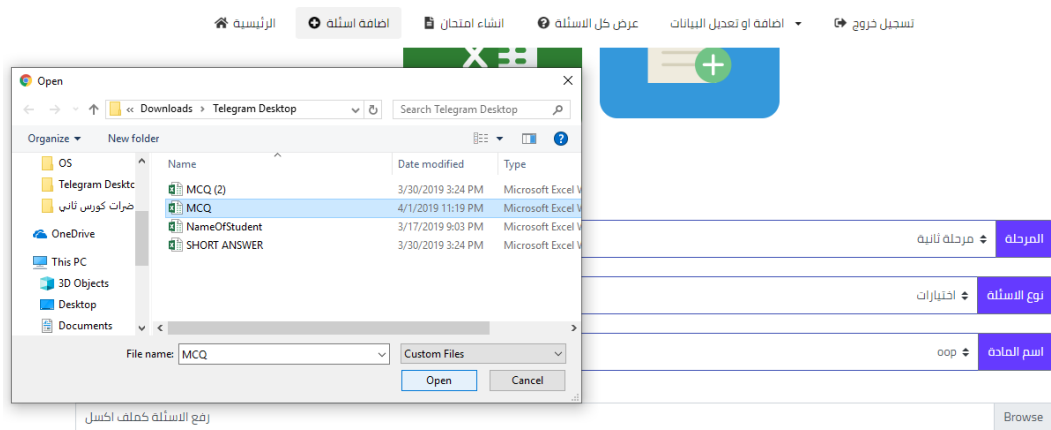 الرئيسية اضافة اسئلة انشاء امتحان عرض كل الاسئلة اضافة او تعديل البيانات تسجيل خروج
Open
« Downloads › Telegram Desktop Search Telegram Desktop
Organize New folder
Name Date modified Type
OS
Telegram Deskto
ضرات كورس ثاني
OneDrive
This PC
3D Objects
Desktop
Documents
MCQ (2) 3/30/2019 3:24 PM Microsoft Excel W
MCQ 4/1/2019 11:19 PM Microsoft Excel W
NameOfStudent 3/17/2019 9:03 PM Microsoft Excel W
SHORT ANSWER 3/30/2019 3:24 PM Microsoft Excel W
File name: MCQ Custom Files
Open Cancel
المرحلة مرحلة ثانية
نوع الاسئلة اختيارات
اسم المادة oop
رفع الاسئلة كملف اكسل Browse